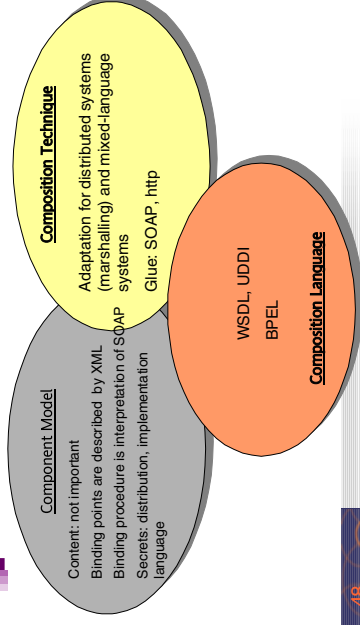 Component Model
Content: not important
Binding points are described by XML
Binding procedure is interpretation of SOAP
Secrets: distribution, implementation
language
Composition Technique
Adaptation for distributed systems
(marshalling) and mixed-language
systems
Glue: SOAP, http
WSDL, UDDI
BPEL
Composition Language
48